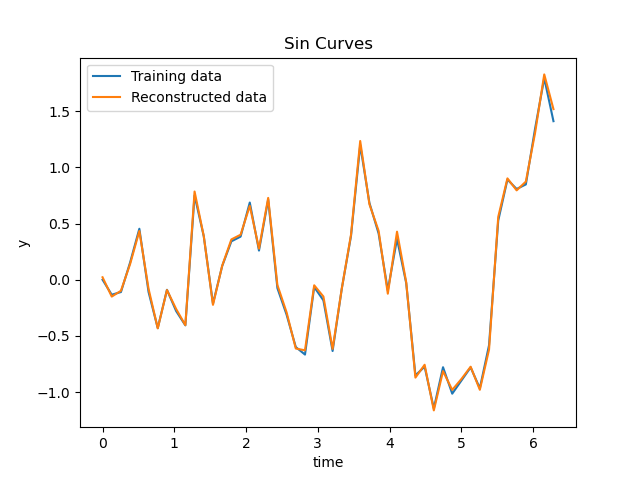 Sin Curves
Training data
Reconstructed data
1.5
1.0
0.5
0.0
−0.5
−1.0
y
0 1 2 3 4 5 6
time